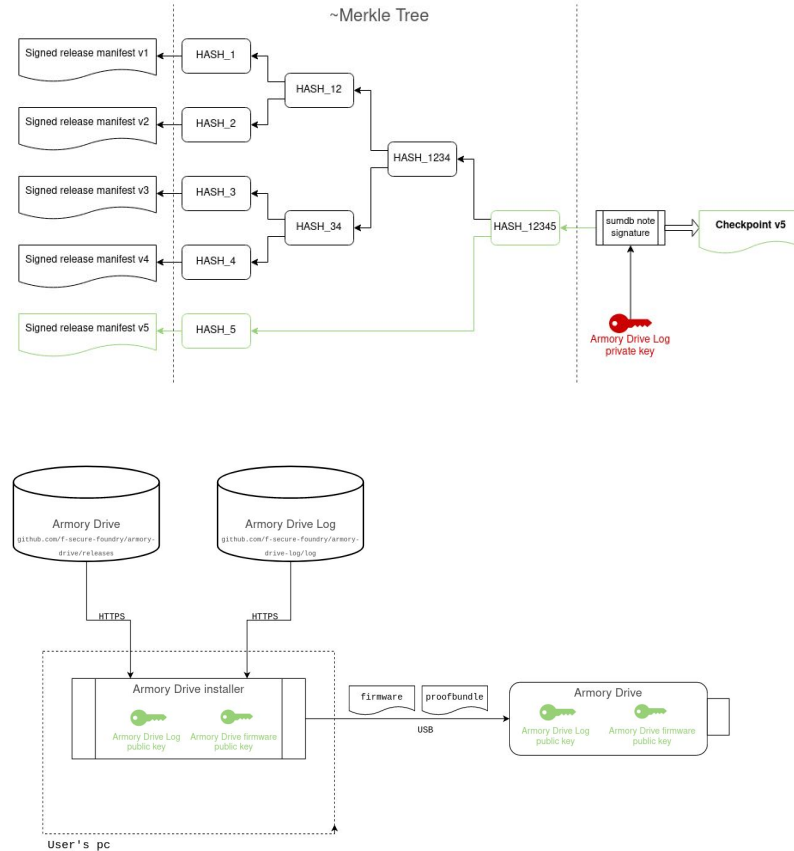 ~Merkle Tree
Signed release manifest v1
HASH_1
HASH_12
Signed release manifest v2
HASH_2
HASH_1234
Signed release manifest v3
HASH_3
HASH_34
HASH_12345
sumdb note
signature
Checkpoint v5
Signed release manifest v4
HASH_4
Signed release manifest v5
HASH_5
Armory Drive Log
private key
Armory Drive
github.com/f-secure-foundry/armory-
drive/releases
Armory Drive Log
github.com/f-secure-foundry/armory-
drive-log/log
HTTPS
HTTPS
Armory Drive installer
Armory Drive Log
public key
Armory Drive firmware
public key
firmware
proofbundle
USB
Armory Drive
Armory Drive Log
public key
Armory Drive firmware
public key
User's pc